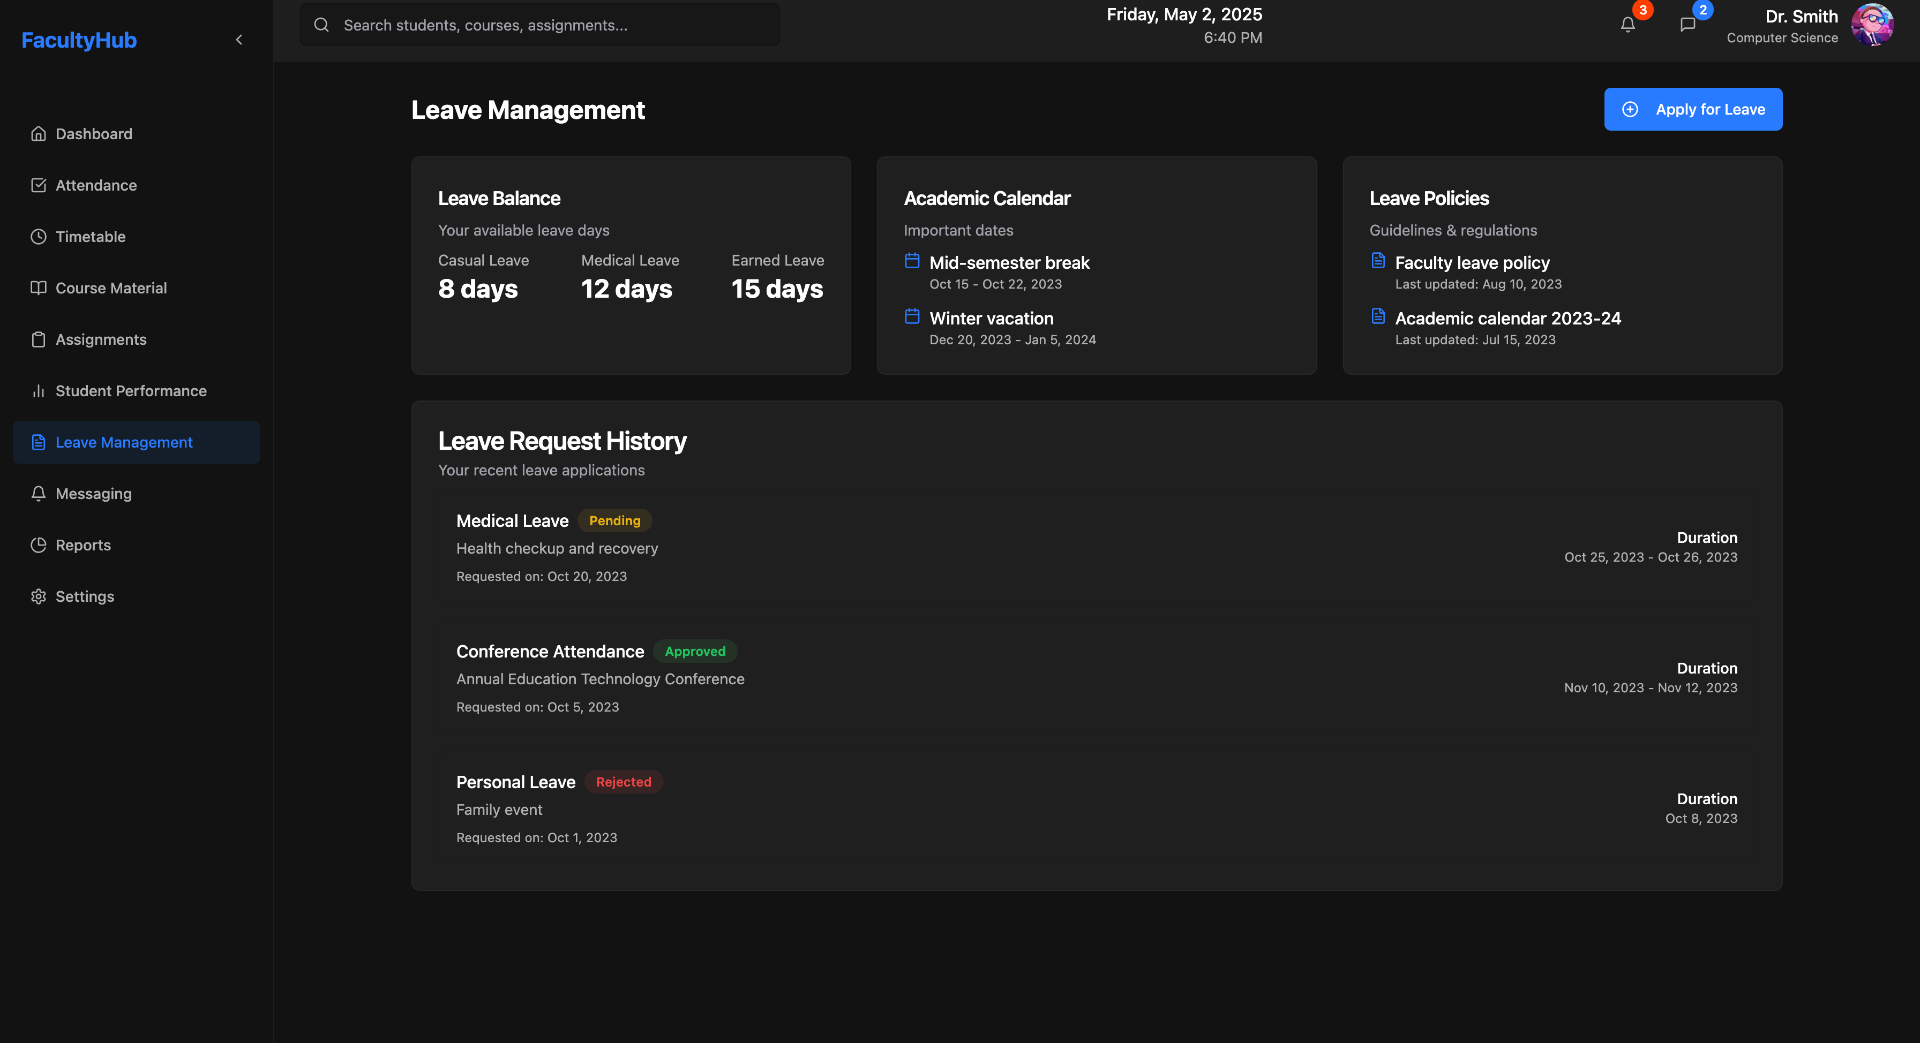 FacultyHub
Dashboard
Attendance
Timetable
Course Material
Assignments
Student Performance
Leave Management
Messaging
Reports
Settings
Search students, courses, assignments...
Friday, May 2, 2025
6:40 PM
3
2
Dr. Smith
Computer Science
Leave Management
Apply for Leave
Leave Balance
Your available leave days
Casual Leave
8 days
Medical Leave
12 days
Earned Leave
15 days
Academic Calendar
Important dates
Mid-semester break
Oct 15 - Oct 22, 2023
Winter vacation
Dec 20, 2023 - Jan 5, 2024
Leave Policies
Guidelines & regulations
Faculty leave policy
Last updated: Aug 10, 2023
Academic calendar 2023-24
Last updated: Jul 15, 2023
Leave Request History
Your recent leave applications
Medical Leave Pending
Health checkup and recovery
Requested on: Oct 20, 2023
Duration
Oct 25, 2023 - Oct 26, 2023
Conference Attendance Approved
Annual Education Technology Conference
Requested on: Oct 5, 2023
Duration
Nov 10, 2023 - Nov 12, 2023
Personal Leave Rejected
Family event
Requested on: Oct 1, 2023
Duration
Oct 8, 2023